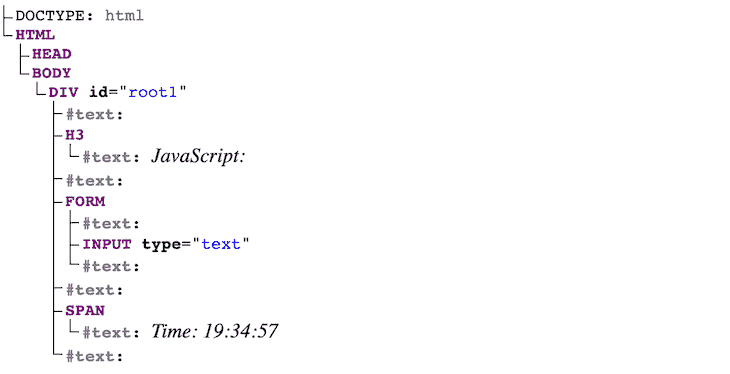 DOCTYPE: html
HTML
HEAD
BODY
DIV id="root1"
#text:
H3
#text: JavaScript:
#text:
FORM
#text:
INPUT type="text"
#text:
#text:
SPAN
#text: Time: 19:34:57
#text: